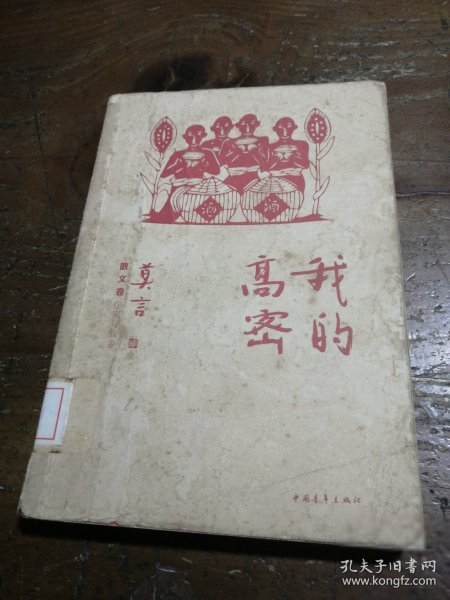 酒 酒
我的
高密
莫言
散文卷
中国青年出版社
孔夫子旧书网
www.kongfz.com